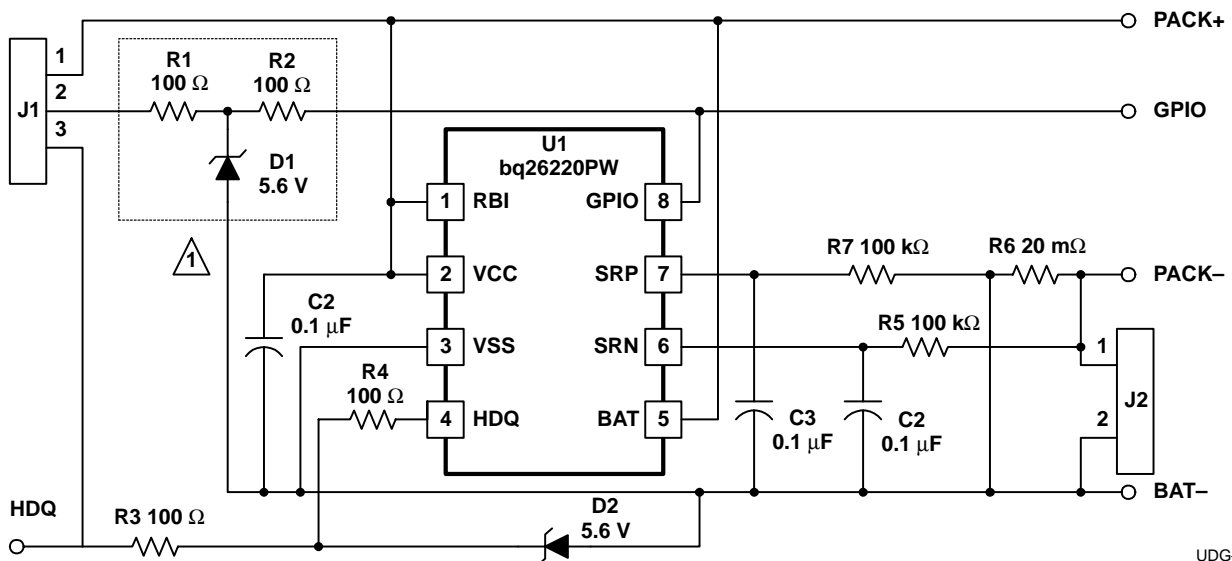 PACK+
1
R1
100 Ω
R2
100 Ω
2
J1
GPIO
3
U1
bq26220PW
D1
5.6 V
1
RBI
GPIO
8
1
R7 100 kΩ
R6 20 mΩ
2
VCC
SRP
7
PACK–
C2
0.1 µF
R5 100 kΩ
3
VSS
SRN
6
1
R4
100 Ω
J2
4
HDQ
BAT
5
C3
0.1 µF
C2
0.1 µF
2
BAT–
HDQ
D2
5.6 V
R3 100 Ω
UDG